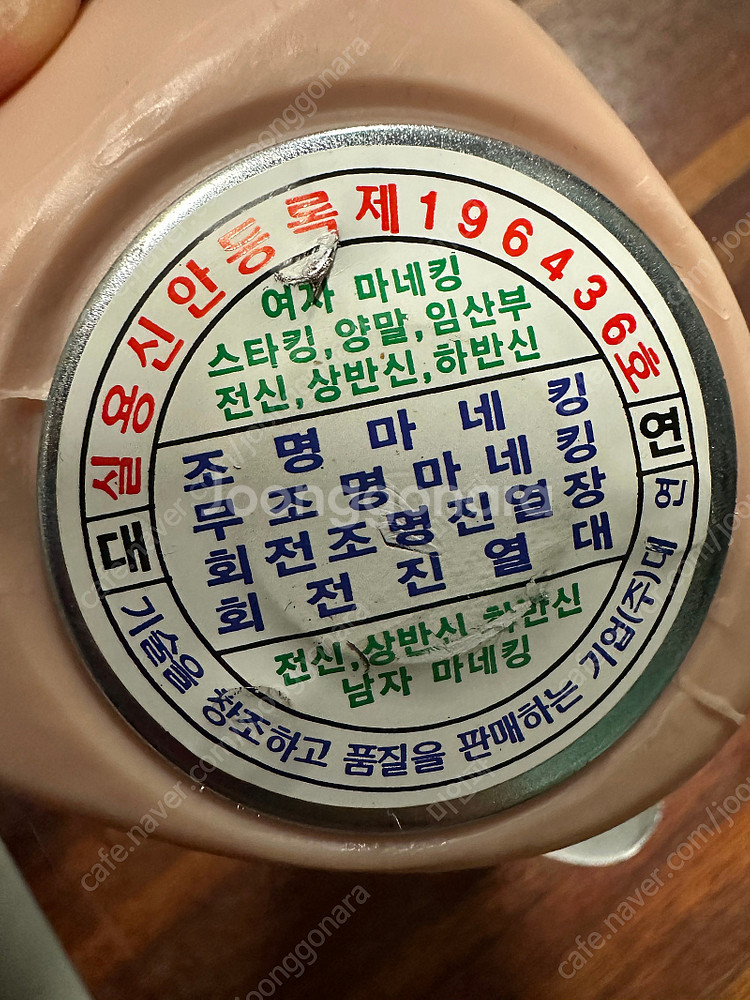 실용신안등록 제196436호
여자 마네킹
스타킹,양말,임산부
전신,상반신,하반신
조명마네킹
무조명마네킹
회전조명진열장
회전진열대
전신,상반신,하반신
남자 마네킹
대
연
기술을 창조하고 품질을 판매하는 기업(주)대연
Joonggonara
cafe.naver.com/joonggonara